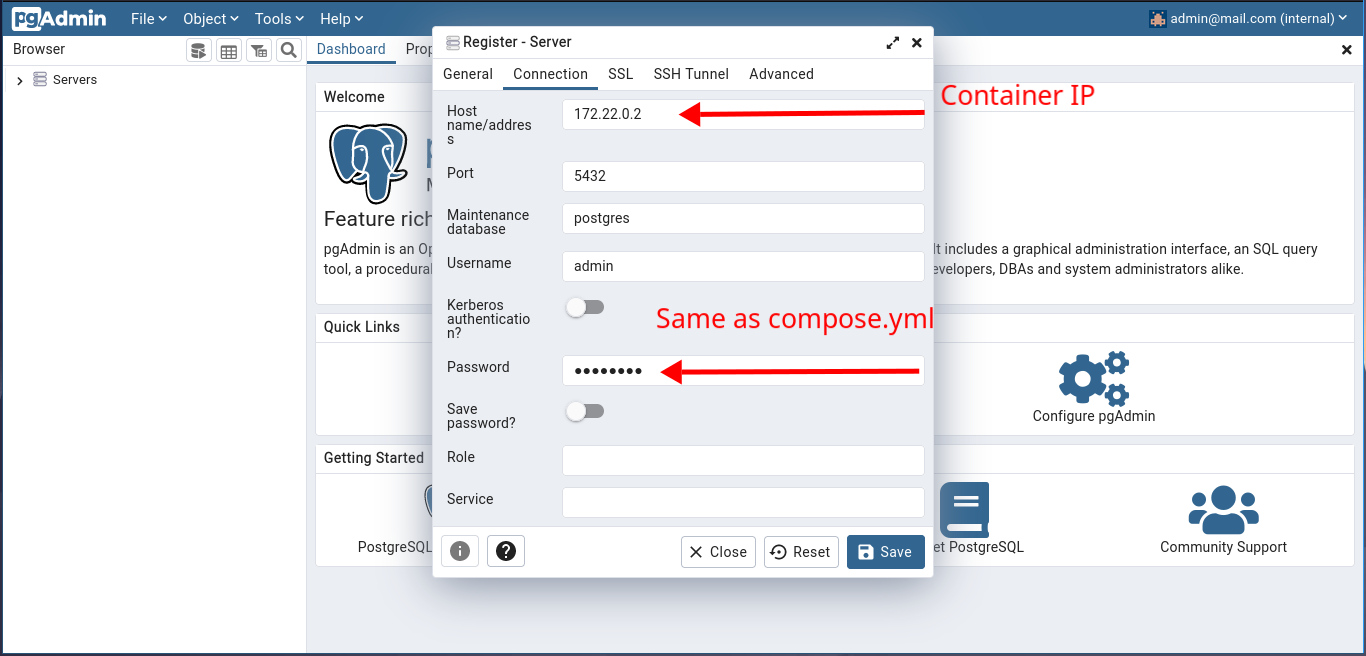 pgAdmin File Object Tools Help admin@mail.com (internal)
Browser
Servers
Dashboard Prop
Welcome
Feature rich
pgAdmin is an Op
It includes a graphical administration interface, an SQL query
tool, a procedural
evelopers, DBAs and system administrators alike.
Quick Links
Configure pgAdmin
Getting Started
PostgreSQL
et PostgreSQL
Community Support
Register - Server
General Connection SSL SSH Tunnel Advanced
Host
name/addres
s
172.22.0.2
Container IP
Port
5432
Maintenance
database
postgres
Username
admin
Kerberos
authenticatio
n?
Same as compose.yml
Password
••••••••
Save
password?
Role
Service
Close Reset Save